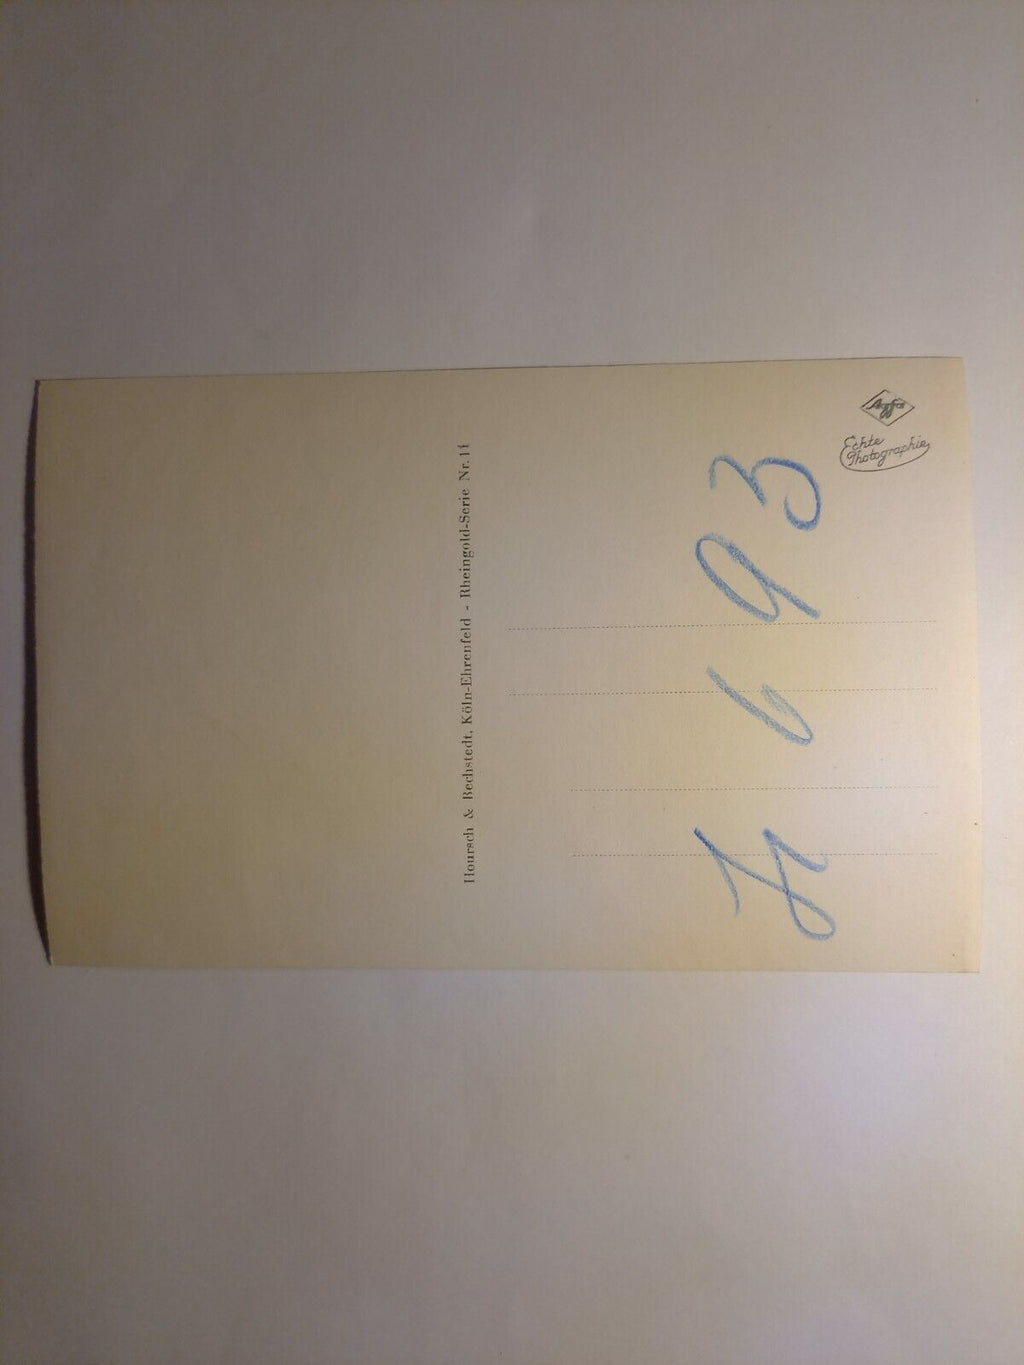 Hoursch & Bechstedt, Köln-Ehrenfeld - Rheingold-Serie Nr. 11
Agfa
Echte
Photographie
693